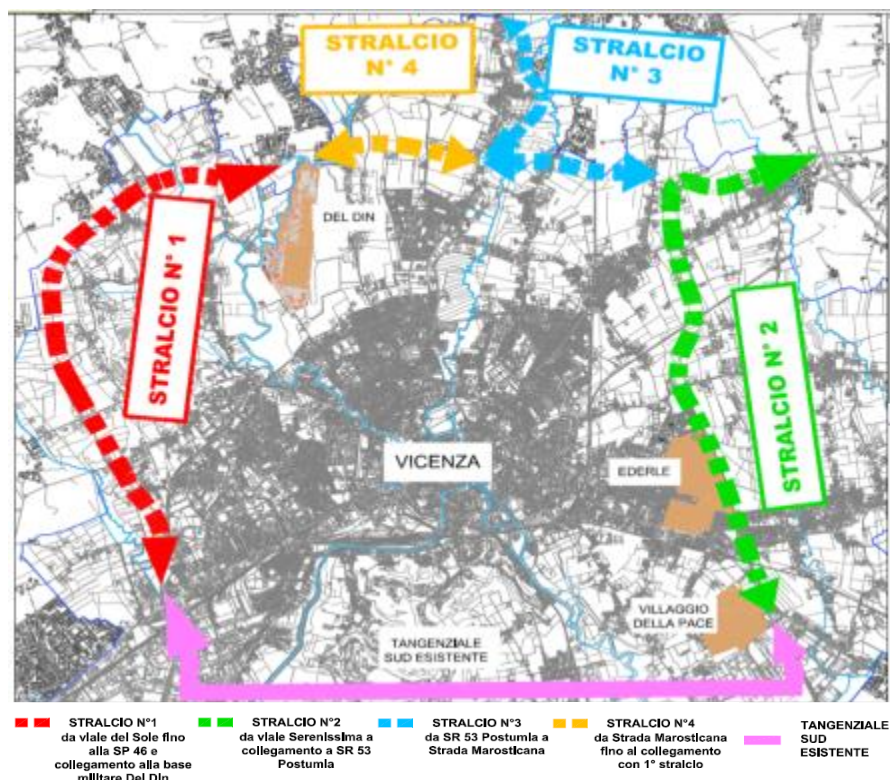 STRALCIO
N° 4
STRALCIO
N° 3
DEL DIN
STRALCIO N° 1
STRALCIO N° 2
VICENZA
EDERLE
VILLAGGIO
DELLA PACE
TANGENZIALE
SUD ESISTENTE
STRALCIO N°1
da viale del Sole fino
alla SP 46 e
collegamento alla base
militare Del Din
STRALCIO N°2
da viale Serenissima a
collegamento a SR 53
Postumia
STRALCIO N°3
da SR 53 Postumia a
Strada Marosticana
STRALCIO N°4
da Strada Marosticana
fino al collegamento
con 1° stralcio
TANGENZIALE
SUD
ESISTENTE